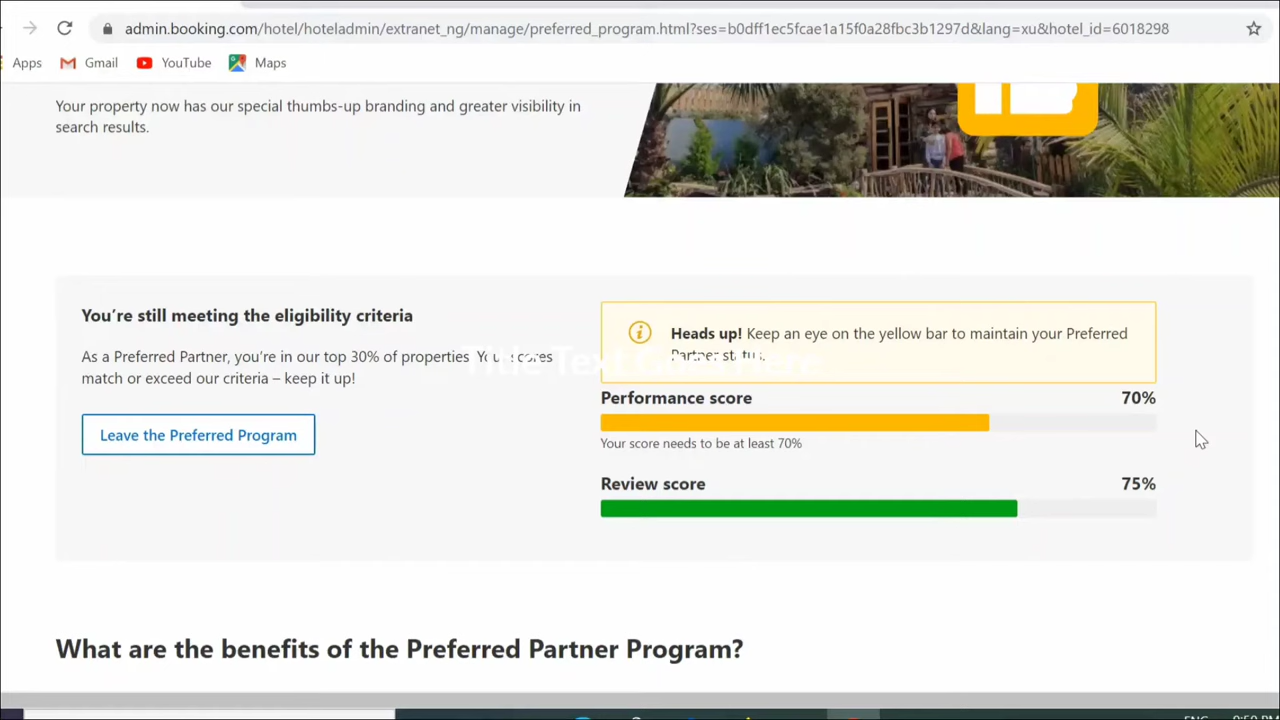 admin.booking.com/hotel/hoteladmin/extranet_ng/manage/preferred_program.html?ses=b0dff1ec5fcae1a15f0a28fbc3b1297d&lang=xu&hotel_id=6018298
Apps Gmail YouTube Maps
Your property now has our special thumbs-up branding and greater visibility in
search results.
You're still meeting the eligibility criteria
As a Preferred Partner, you're in our top 30% of properties
match or exceed our criteria – keep it up!
Leave the Preferred Program
Heads up! Keep an eye on the yellow bar to maintain your Preferred
Partner
Title Text Goes Here
Performance score 70%
Your score needs to be at least 70%
Review score 75%
What are the benefits of the Preferred Partner Program?